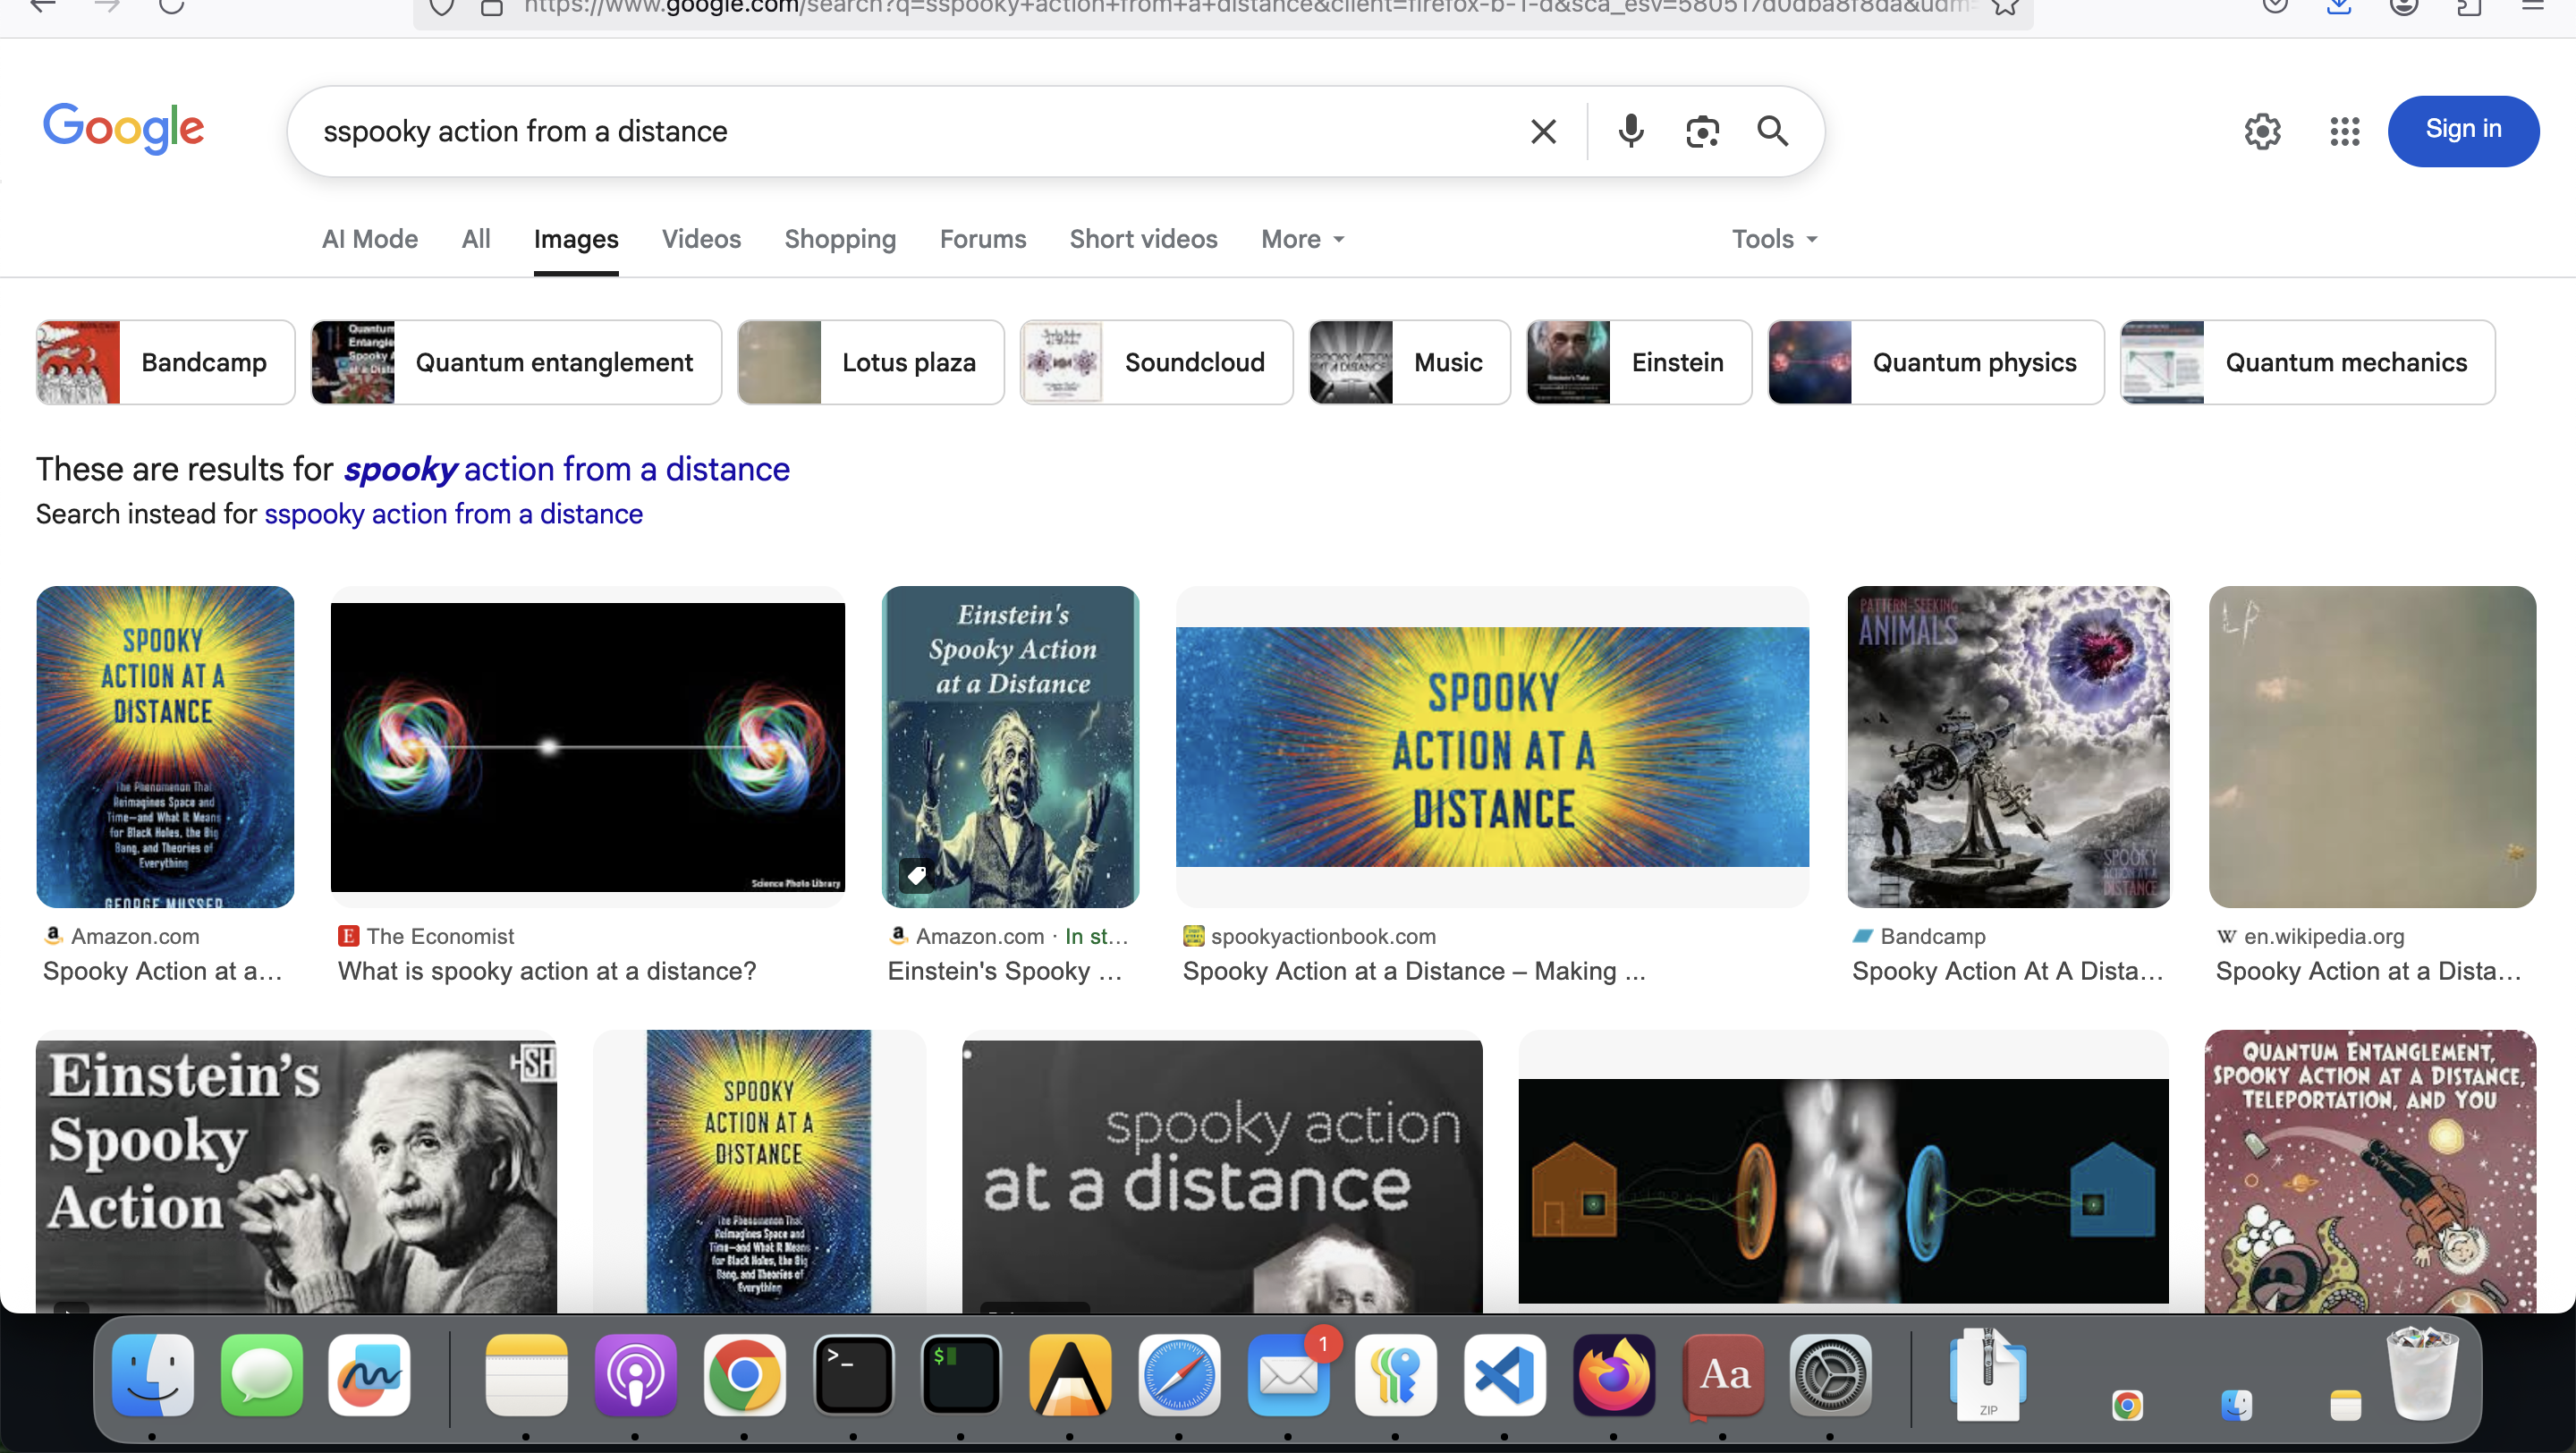 https://www.google.com/search?q=sspooky+action+from+a+distance&client=firefox-b-1-d&sca_esv=580517d0dba8f8da&udm=
Google
sspooky action from a distance
Sign in
AI Mode
All
Images
Videos
Shopping
Forums
Short videos
More
Tools
Bandcamp
Quantum entanglement
Lotus plaza
Soundcloud
Music
Einstein
Quantum physics
Quantum mechanics
These are results for spooky action from a distance
Search instead for sspooky action from a distance
SPOOKY
ACTION AT A
DISTANCE
The Phenomenon That
Reimagines Space and
Time—and What It Means
for Black Holes, the Big
Bang, and Theories of
Everything
GEORGE MUSSER
Amazon.com
Spooky Action at a...
Science Photo Library
The Economist
What is spooky action at a distance?
Einstein's
Spooky Action
at a Distance
Amazon.com · In st...
Einstein's Spooky ...
SPOOKY
ACTION AT A
DISTANCE
spookyactionbook.com
Spooky Action at a Distance – Making ...
PATTERN-SEEKING
ANIMALS
SPOOKY
ACTION AT A
DISTANCE
Bandcamp
Spooky Action At A Dista...
LP
en.wikipedia.org
Spooky Action at a Dista...
Einstein's
Spooky
Action
SH
SPOOKY
ACTION AT A
DISTANCE
The Phenomenon That
Reimagines Space and
Time—and What It Means
for Black Holes, the Big
Bang, and Theories of
Everything
spooky action
at a distance
QUANTUM ENTANGLEMENT,
SPOOKY ACTION AT A DISTANCE,
TELEPORTATION, AND YOU
1
Aa
ZIP